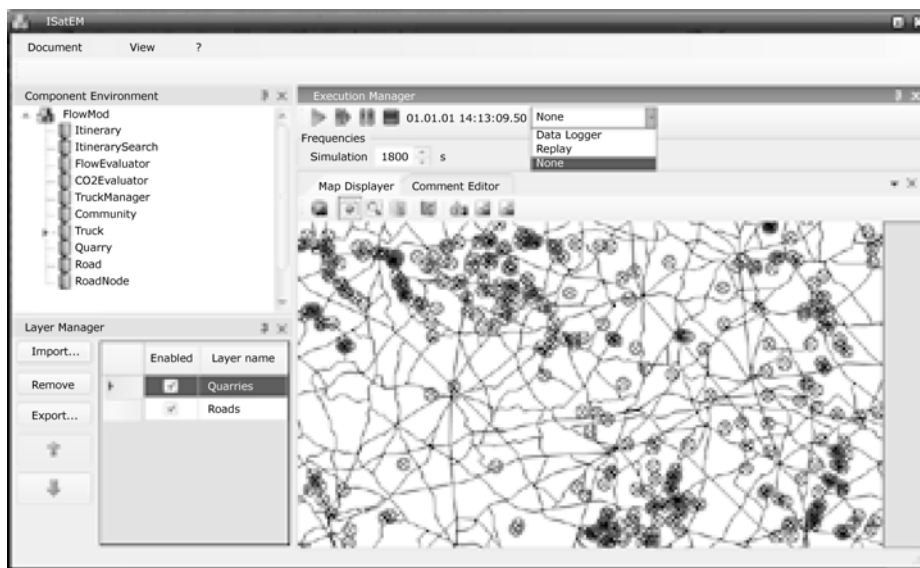 ISatEM
Document View ?
Component Environment
FlowMod
Itinerary
ItinerarySearch
FlowEvaluator
CO2Evaluator
TruckManager
Community
Truck
Quarry
Road
RoadNode
Execution Manager
01.01.01 14:13:09.50 None
Data Logger
Replay
None
Frequencies
Simulation 1800 s
Map Displayer Comment Editor
Layer Manager
Import...
Remove
Export...
Enabled Layer name
Quarries
Roads